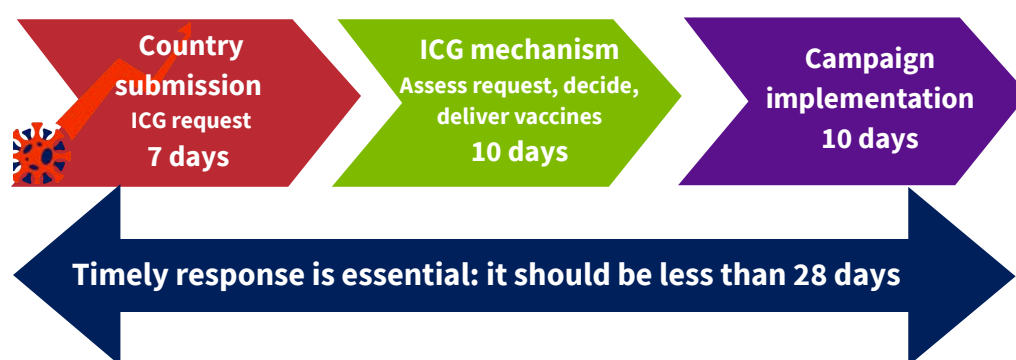 Country
submission
ICG request
7 days
ICG mechanism
Assess request, decide,
deliver vaccines
10 days
Campaign
implementation
10 days
Timely response is essential: it should be less than 28 days